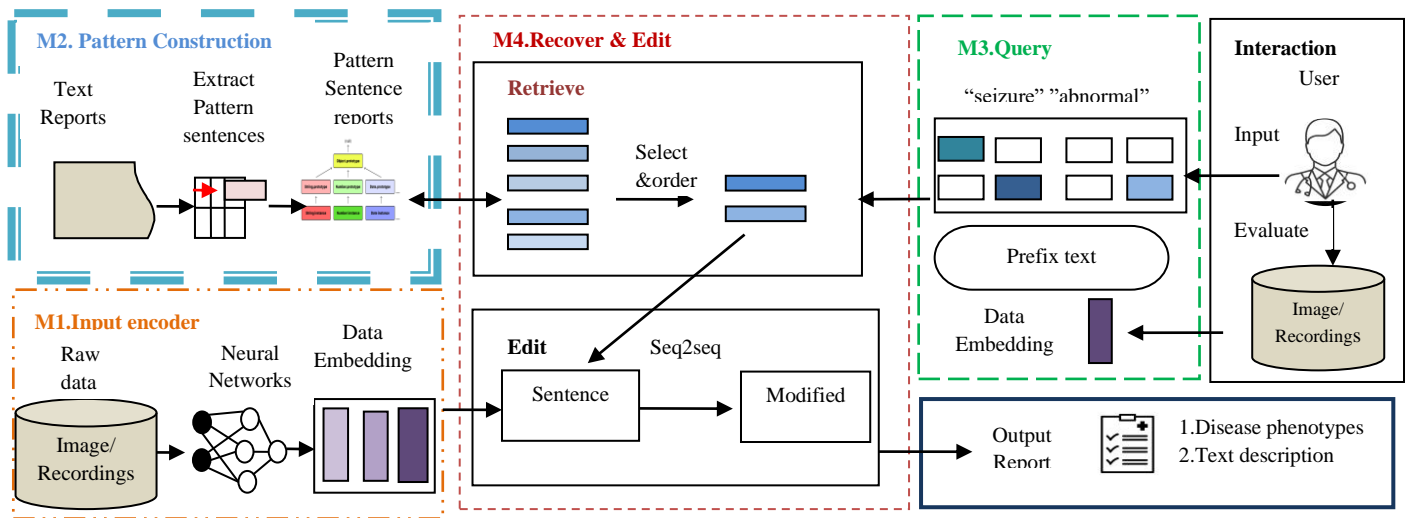 M2. Pattern Construction
Text
Reports
Extract
Pattern
sentences
Pattern
Sentence
reports
M1.Input encoder
Raw
data
Neural
Networks
Data
Embedding
Image/
Recordings
M4.Recover & Edit
Retrieve
Select
&order
Edit
Seq2seq
Sentence
Modified
M3.Query
“seizure” ”abnormal”
Prefix text
Data
Embedding
Interaction
User
Input
Evaluate
Image/
Recordings
Output
Report
1.Disease phenotypes
2.Text description